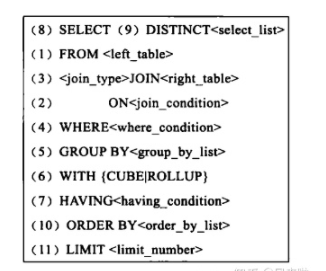 (8) SELECT (9) DISTINCT<select_list>
(1) FROM <left_table>
(3) <join_type>JOIN<right_table>
(2) ON<join_condition>
(4) WHERE<where_condition>
(5) GROUP BY<group_by_list>
(6) WITH {CUBE|ROLLUP}
(7) HAVING<having_condition>
(10) ORDER BY<order_by_list>
(11) LIMIT <limit_number>